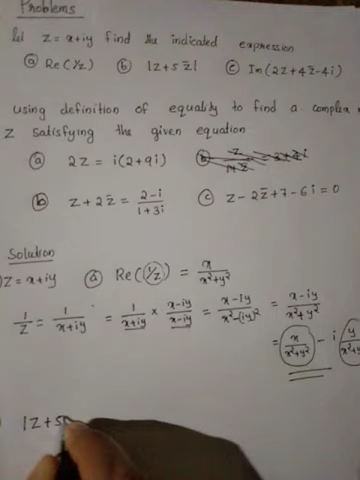 Problems
let z = x+iy find the indicated expression
(a) Re(1/z) (b) |z+5z̄| (c) Im(2z+4z̄-4i)
using definition of equality to find a complex n
z satisfying the given equation
(a) 2z = i(2+9i)
(b) z+2z̄ = 2-i/1+3i (c) z-2z̄+7-6i=0
Solution
)z=x+iy (a) Re(1/z) = x/x²+y²
1/z = 1/x+iy = 1/x+iy × x-iy/x-iy = x-iy/x²-(iy)² = x-iy/x²+y²
= x/x²+y² - i y/x²+y
) |z+5